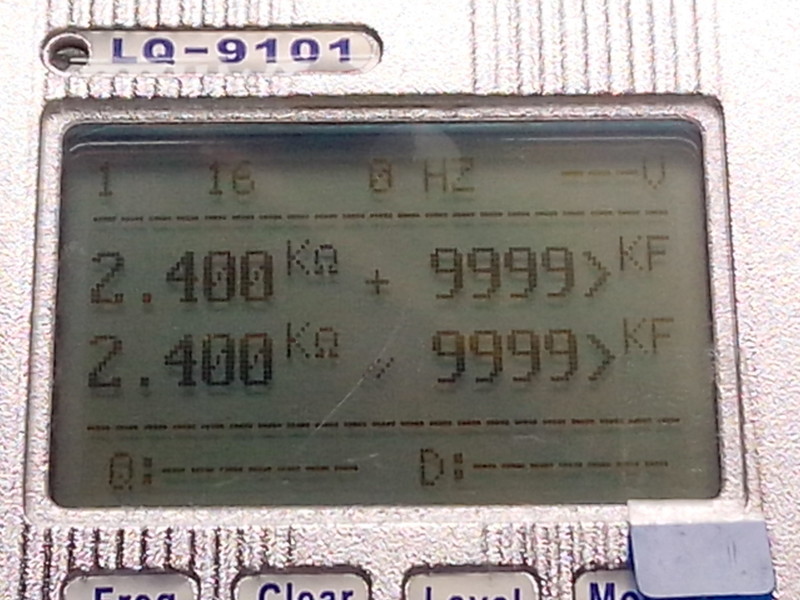 LQ-9101
1 16 0 HZ ----V
2.400 KΩ + 9999> KF
2.400 KΩ 9999> KF
Q:-------- D:--------
Freq Clear Level